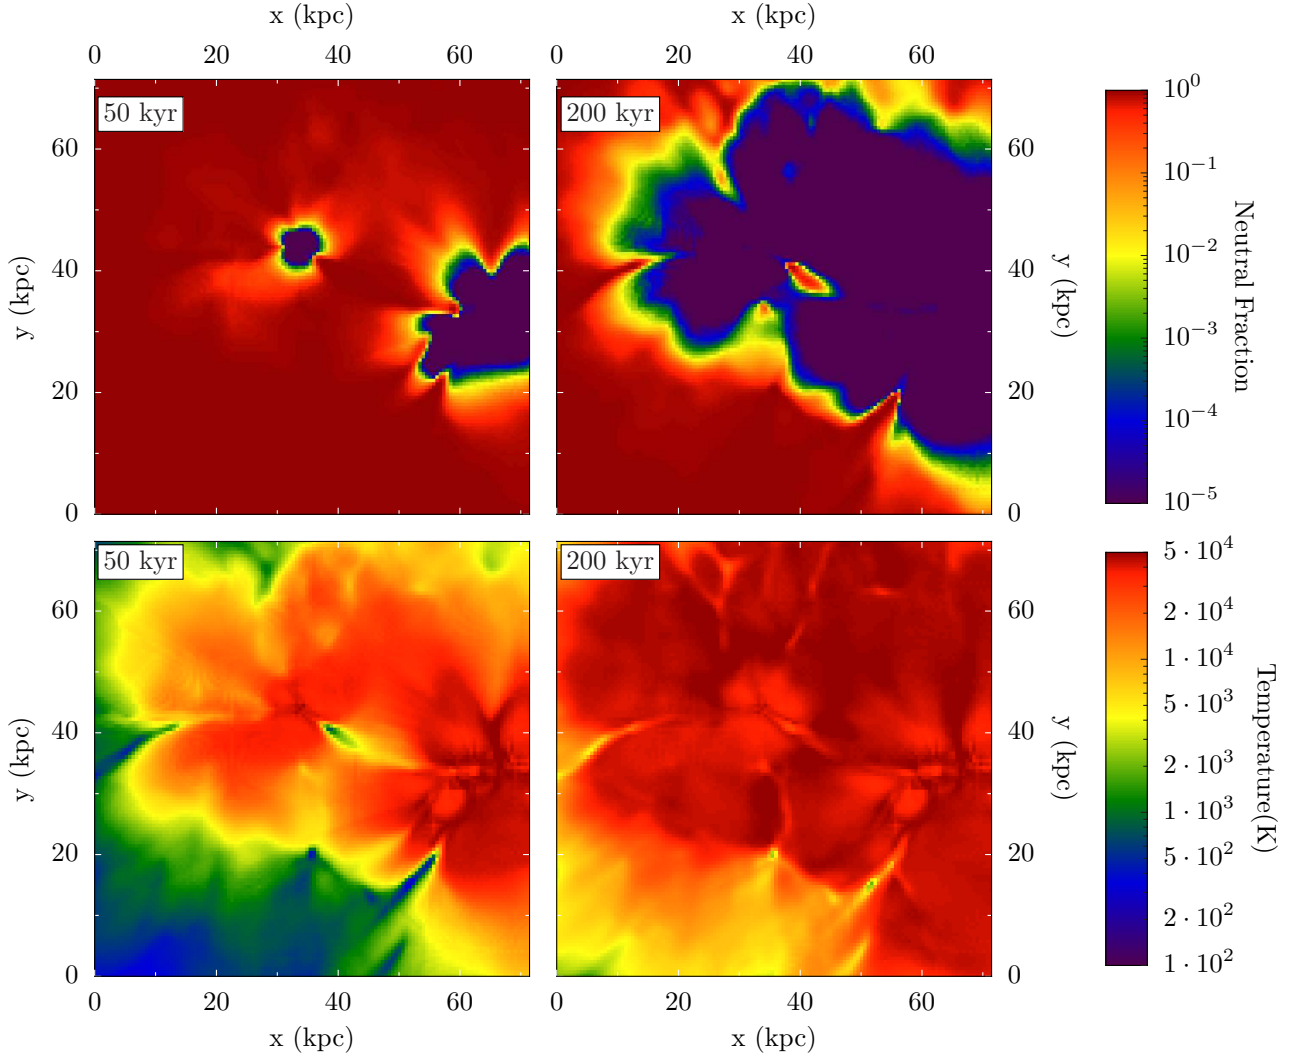 x (kpc) x (kpc)
0 20 40 60 0 20 40 60
50 kyr 200 kyr
60 60
40 40
20 20
0 0
y (kpc) y (kpc)
10^0
10^-1
10^-2
10^-3
10^-4
10^-5
Neutral Fraction
50 kyr 200 kyr
60 60
40 40
20 20
0 0
y (kpc) y (kpc)
5 · 10^4
2 · 10^4
1 · 10^4
5 · 10^3
2 · 10^3
1 · 10^3
5 · 10^2
2 · 10^2
1 · 10^2
Temperature(K)
0 20 40 60 0 20 40 60
x (kpc) x (kpc)